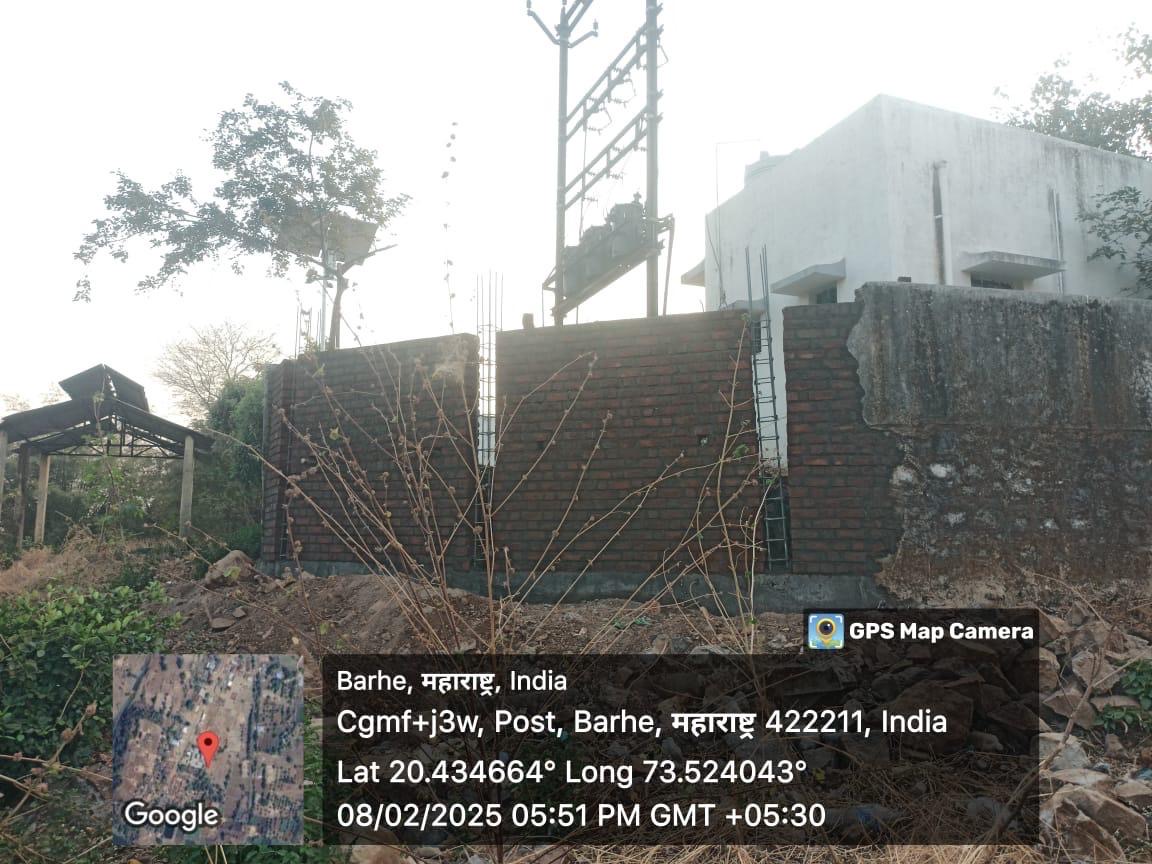 GPS Map Camera
Barhe, महाराष्ट्र, India
Cgmf+j3w, Post, Barhe, महाराष्ट्र 422211, India
Lat 20.434664° Long 73.524043°
08/02/2025 05:51 PM GMT +05:30
Google